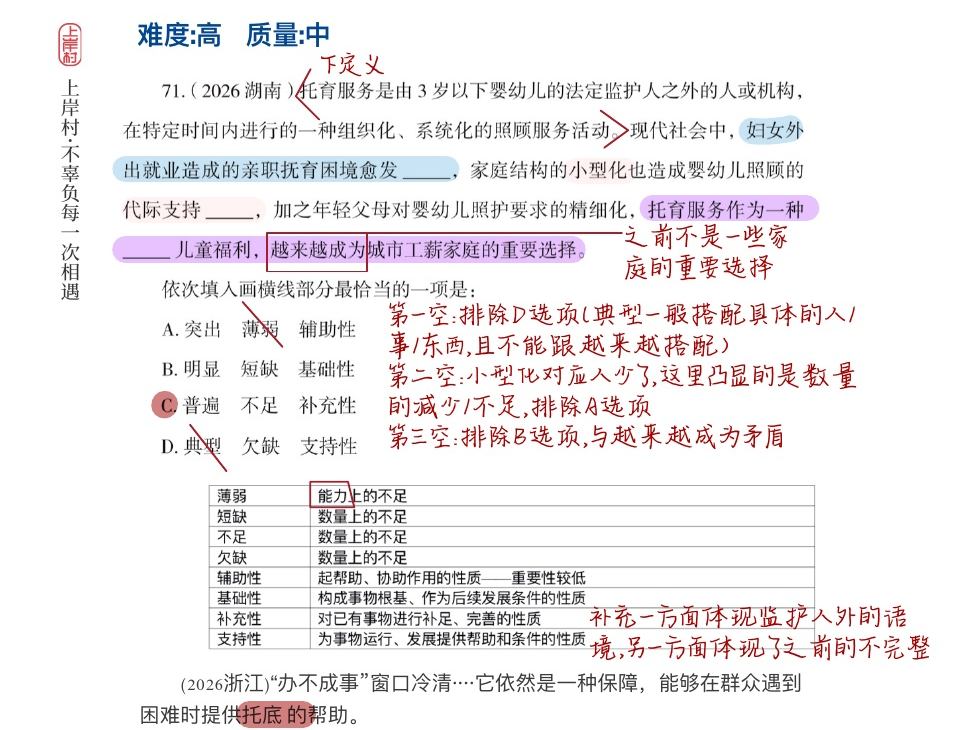 难度:高 质量:中
上岸村
上岸村·不辜负每一次相遇
下定义
71.（2026湖南）托育服务是由3岁以下婴幼儿的法定监护人之外的人或机构，
在特定时间内进行的一种组织化、系统化的照顾服务活动。现代社会中，妇女外
出就业造成的亲职抚育困境愈发_____，家庭结构的小型化也造成婴幼儿照顾的
代际支持_____，加之年轻父母对婴幼儿照护要求的精细化，托育服务作为一种
_____儿童福利，越来越成为城市工薪家庭的重要选择。
之前不是一些家
庭的重要选择
依次填入画横线部分最恰当的一项是：
A. 突出 薄弱 辅助性
B. 明显 短缺 基础性
C. 普遍 不足 补充性
D. 典型 欠缺 支持性
第一空:排除D选项(典型一般搭配具体的人/
事/东西,且不能跟越来越搭配)
第二空:小型化对应人少了,这里凸显的是数量
的减少/不足,排除A选项
第三空:排除B选项,与越来越成为矛盾
薄弱 能力上的不足
短缺 数量上的不足
不足 数量上的不足
欠缺 数量上的不足
辅助性 起帮助、协助作用的性质——重要性较低
基础性 构成事物根基、作为后续发展条件的性质
补充性 对已有事物进行补足、完善的性质
支持性 为事物运行、发展提供帮助和条件的性质
补充一方面体现监护人外的语
境,另一方面体现了之前的不完整
(2026浙江)“办不成事”窗口冷清····它依然是一种保障，能够在群众遇到
困难时提供托底 的帮助。